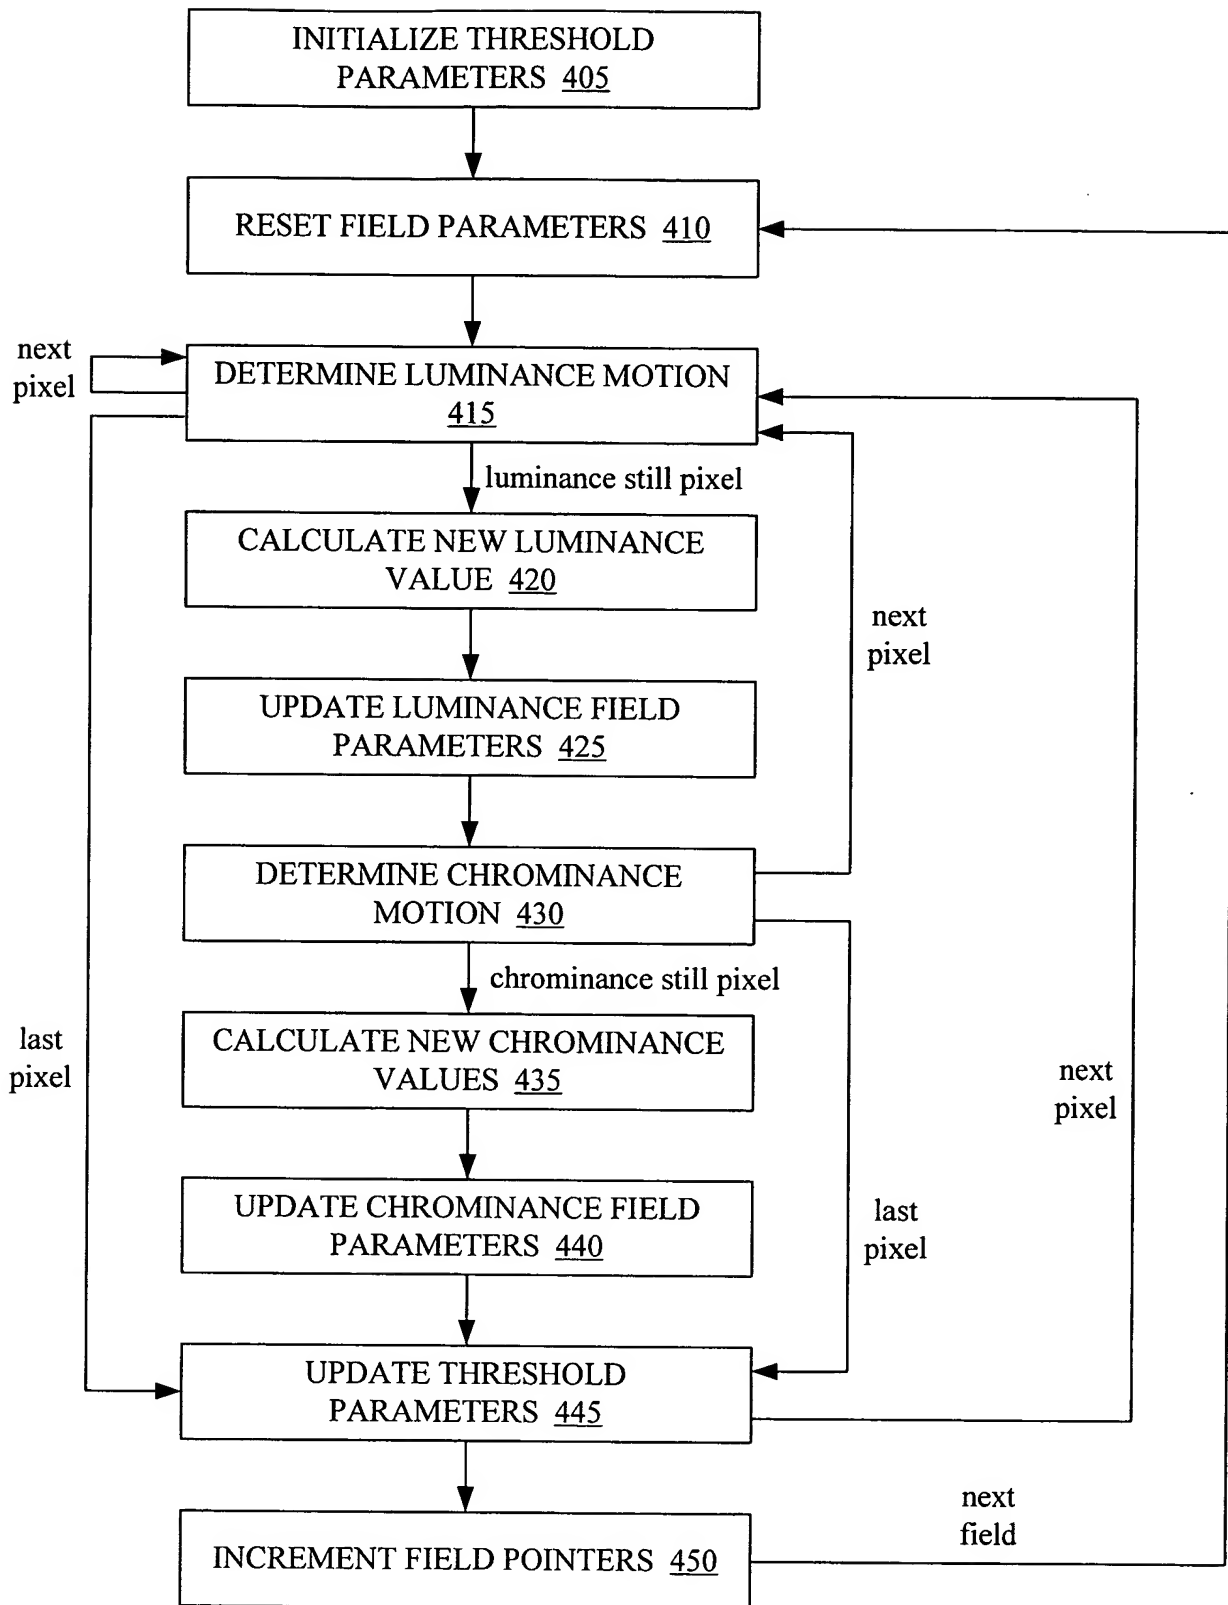 INITIALIZE THRESHOLD
PARAMETERS 405
RESET FIELD PARAMETERS 410
next
pixel
DETERMINE LUMINANCE MOTION
415
luminance still pixel
CALCULATE NEW LUMINANCE
VALUE 420
next
pixel
UPDATE LUMINANCE FIELD
PARAMETERS 425
DETERMINE CHROMINANCE
MOTION 430
chrominance still pixel
CALCULATE NEW CHROMINANCE
VALUES 435
last
pixel
next
pixel
UPDATE CHROMINANCE FIELD
PARAMETERS 440
last
pixel
UPDATE THRESHOLD
PARAMETERS 445
next
field
INCREMENT FIELD POINTERS 450